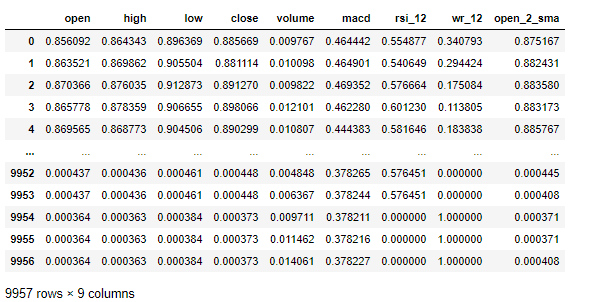 open high low close volume macd rsi_12 wr_12 open_2_sma
0 0.856092 0.864343 0.896369 0.885669 0.009767 0.464442 0.554877 0.340793 0.875167
1 0.863521 0.869862 0.905504 0.881114 0.010098 0.464901 0.540649 0.294424 0.882431
2 0.870366 0.876035 0.912873 0.891270 0.009822 0.469352 0.576664 0.175084 0.883580
3 0.865778 0.878359 0.906655 0.898066 0.012101 0.462280 0.601230 0.113805 0.883173
4 0.869565 0.868773 0.904506 0.890299 0.010807 0.444383 0.581646 0.183838 0.885767
... ... ... ... ... ... ... ... ... ...
9952 0.000437 0.000436 0.000461 0.000448 0.004848 0.378265 0.576451 0.000000 0.000445
9953 0.000437 0.000436 0.000461 0.000448 0.006367 0.378244 0.576451 0.000000 0.000408
9954 0.000364 0.000363 0.000384 0.000373 0.009711 0.378211 0.000000 1.000000 0.000371
9955 0.000364 0.000363 0.000384 0.000373 0.011462 0.378216 0.000000 1.000000 0.000371
9956 0.000364 0.000363 0.000384 0.000373 0.014061 0.378227 0.000000 1.000000 0.000408
9957 rows × 9 columns